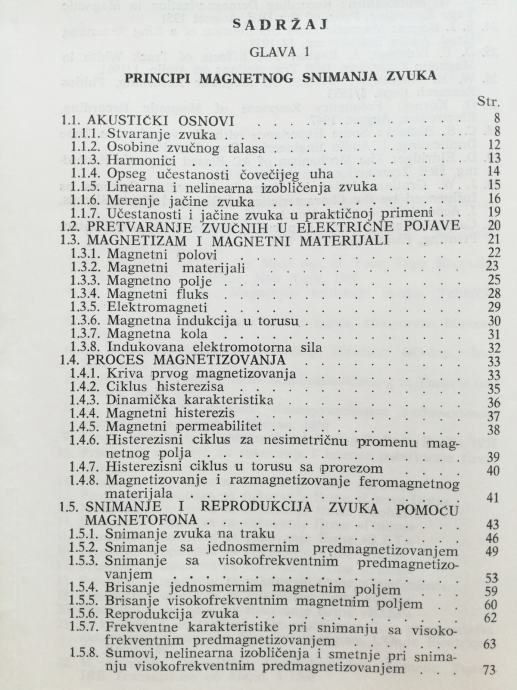 SADRŽAJ
GLAVA 1
PRINCIPI MAGNETNOG SNIMANJA ZVUKA
Str.
1.1. AKUSTIČKI OSNOVI . . . . . . . . . . 8
1.1.1. Stvaranje zvuka . . . . . . . . . . 8
1.1.2. Osobine zvučnog talasa . . . . . . . . 12
1.1.3. Harmonici . . . . . . . . . . . . 13
1.1.4. Opseg učestanosti čovečijeg uha . . . . . 14
1.1.5. Linearna i nelinearna izobličenja zvuka . . . . 15
1.1.6. Merenje jačine zvuka . . . . . . . . 16
1.1.7. Učestanosti i jačine zvuka u praktičnoj primeni . . 19
1.2. PRETVARANJE ZVUČNIH U ELEKTRIČNE POJAVE 20
1.3. MAGNETIZAM I MAGNETNI MATERIJALI . . . . 21
1.3.1. Magnetni polovi . . . . . . . . . . 22
1.3.2. Magnetni materijali . . . . . . . . . 23
1.3.3. Magnetno polje . . . . . . . . . . 25
1.3.4. Magnetni fluks . . . . . . . . . . 28
1.3.5. Elektromagneti . . . . . . . . . . 29
1.3.6. Magnetna indukcija u torusu . . . . . . . 30
1.3.7. Magnetna kola . . . . . . . . . . 31
1.3.8. Indukovana elektromotorna sila . . . . . . 32
1.4. PROCES MAGNETIZOVANJA . . . . . . . . 33
1.4.1. Kriva prvog magnetizovanja . . . . . . . 33
1.4.2. Ciklus histerezisa . . . . . . . . . 35
1.4.3. Dinamička karakteristika . . . . . . . 36
1.4.4. Magnetni histerezis . . . . . . . . . 37
1.4.5. Magnetni permeabilitet . . . . . . . . 38
1.4.6. Histerezisni ciklus za nesimetričnu promenu mag-
netnog polja . . . . . . . . . . . 39
1.4.7. Histerezisni ciklus u torusu sa prorezom . . . . 40
1.4.8. Magnetizovanje i razmagnetizovanje feromagnetnog
materijala . . . . . . . . . . . . 41
1.5. SNIMANJE I REPRODUKCIJA ZVUKA POMOĆU
MAGNETOFONA . . . . . . . . . . . 43
1.5.1. Snimanje zvuka na traku . . . . . . . 46
1.5.2. Snimanje sa jednosmernim predmagnetizovanjem 49
1.5.3. Snimanje sa visokofrekventnim predmagnetizo-
vanjem . . . . . . . . . . . . 53
1.5.4. Brisanje jednosmernim magnetnim poljem . . . 59
1.5.5. Brisanje visokofrekventnim magnetnim poljem . . 60
1.5.6. Reprodukcija zvuka . . . . . . . . . 62
1.5.7. Frekventne karakteristike pri snimanju sa visoko-
frekventnim predmagnetizovanjem . . . . . 63
1.5.8. Šumovi, nelinearna izobličenja i smetnje pri snima-
nju visokofrekventnim predmagnetizovanjem . . . 73